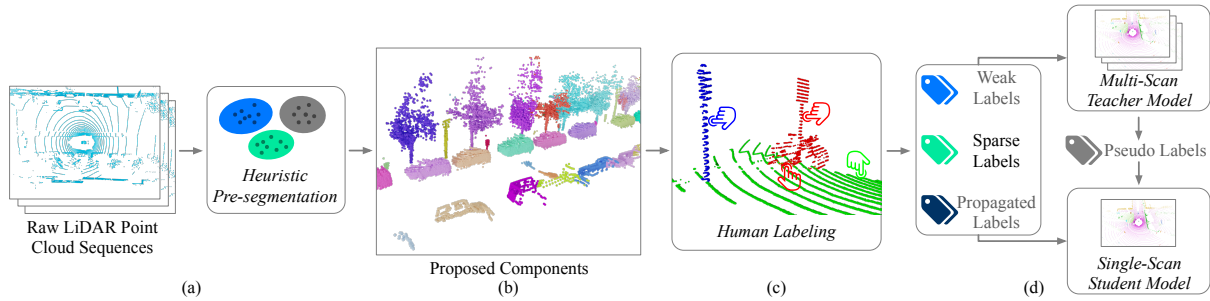 Raw LiDAR Point
Cloud Sequences
Heuristic
Pre-segmentation
(a)
Proposed Components
(b)
Human Labeling
(c)
Weak
Labels
Sparse
Labels
Propagated
Labels
(d)
Multi-Scan
Teacher Model
Pseudo Labels
Single-Scan
Student Model